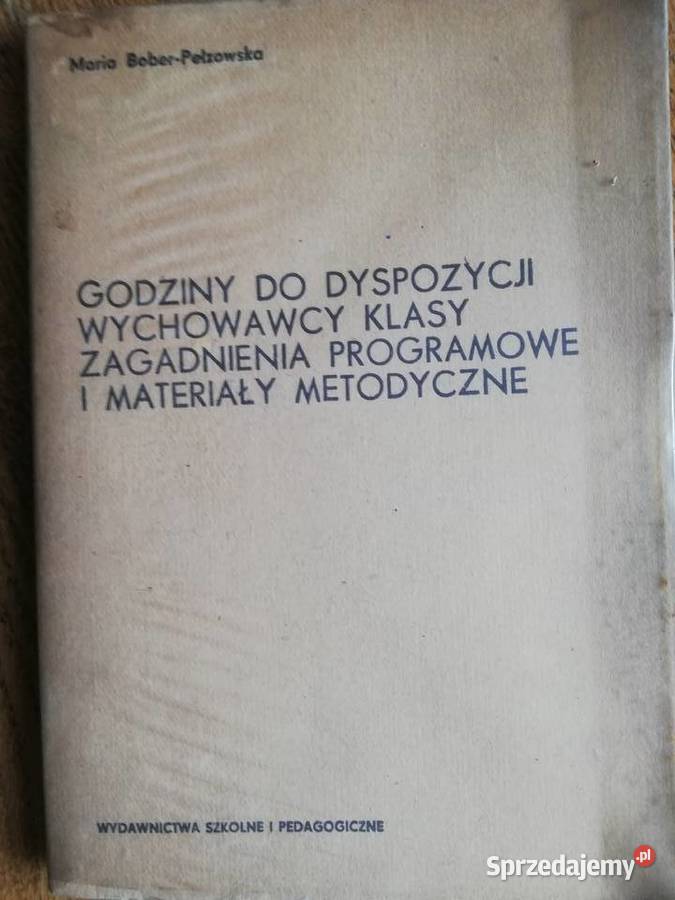 Maria Bober-Pełzowska
GODZINY DO DYSPOZYCJI
WYCHOWAWCY KLASY
ZAGADNIENIA PROGRAMOWE
I MATERIAŁY METODYCZNE
WYDAWNICTWA SZKOLNE I PEDAGOGICZNE
Sprzedajemy.pl